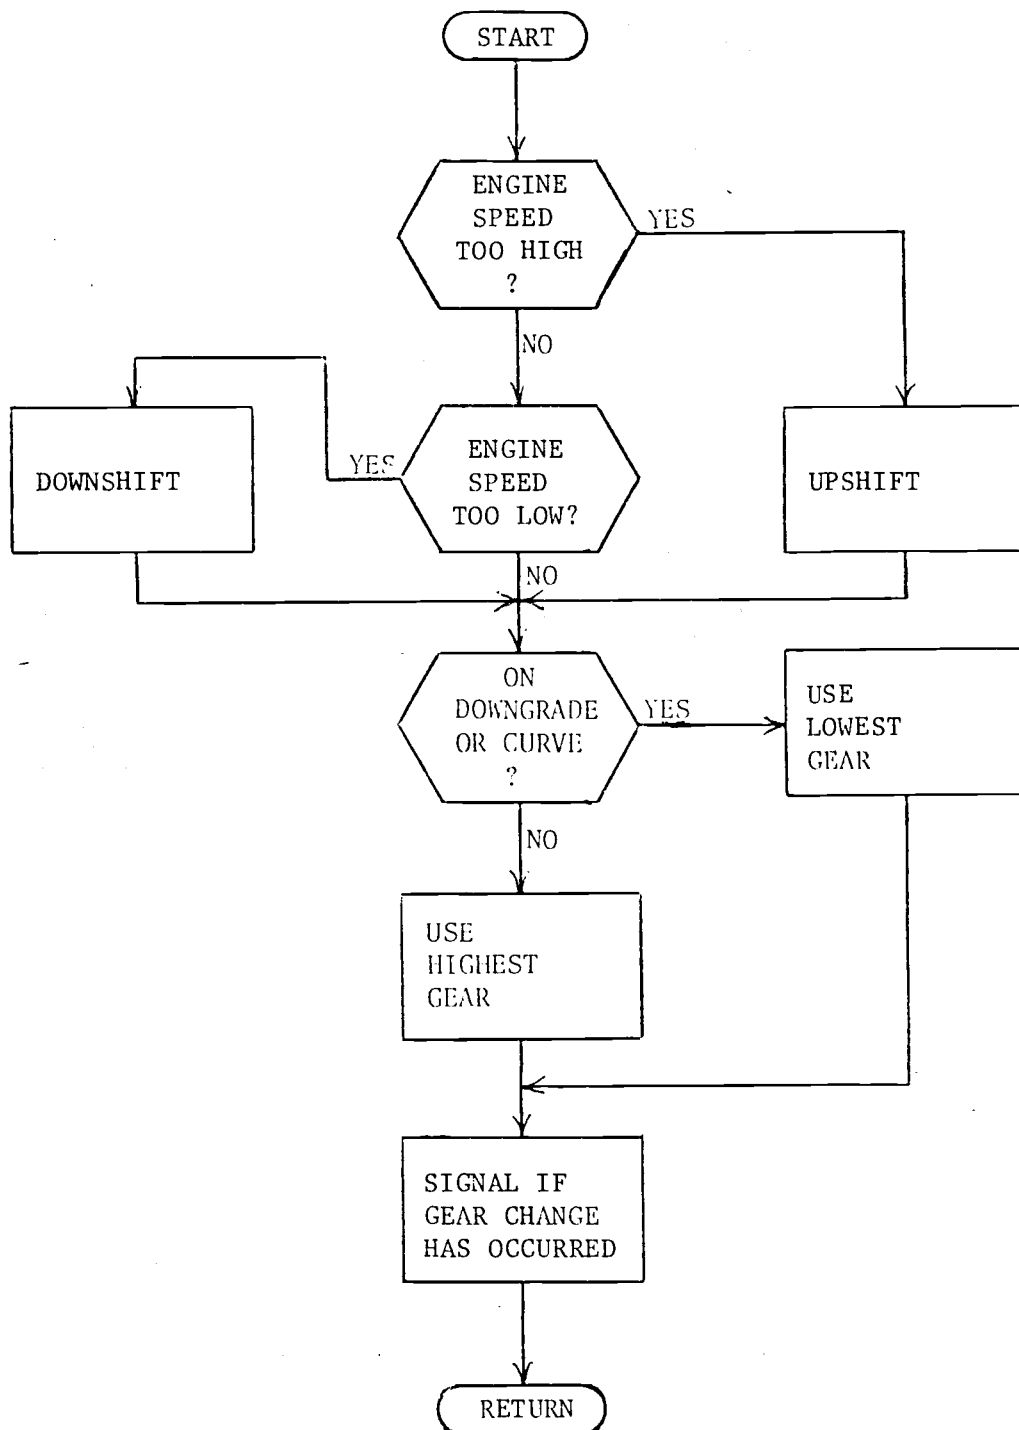 START
ENGINE
SPEED
TOO HIGH
?
YES
NO
DOWNSHIFT
YES
ENGINE
SPEED
TOO LOW?
UPSHIFT
NO
ON
DOWNGRADE
OR CURVE
?
YES
USE
LOWEST
GEAR
NO
USE
HIGHEST
GEAR
SIGNAL IF
GEAR CHANGE
HAS OCCURRED
RETURN